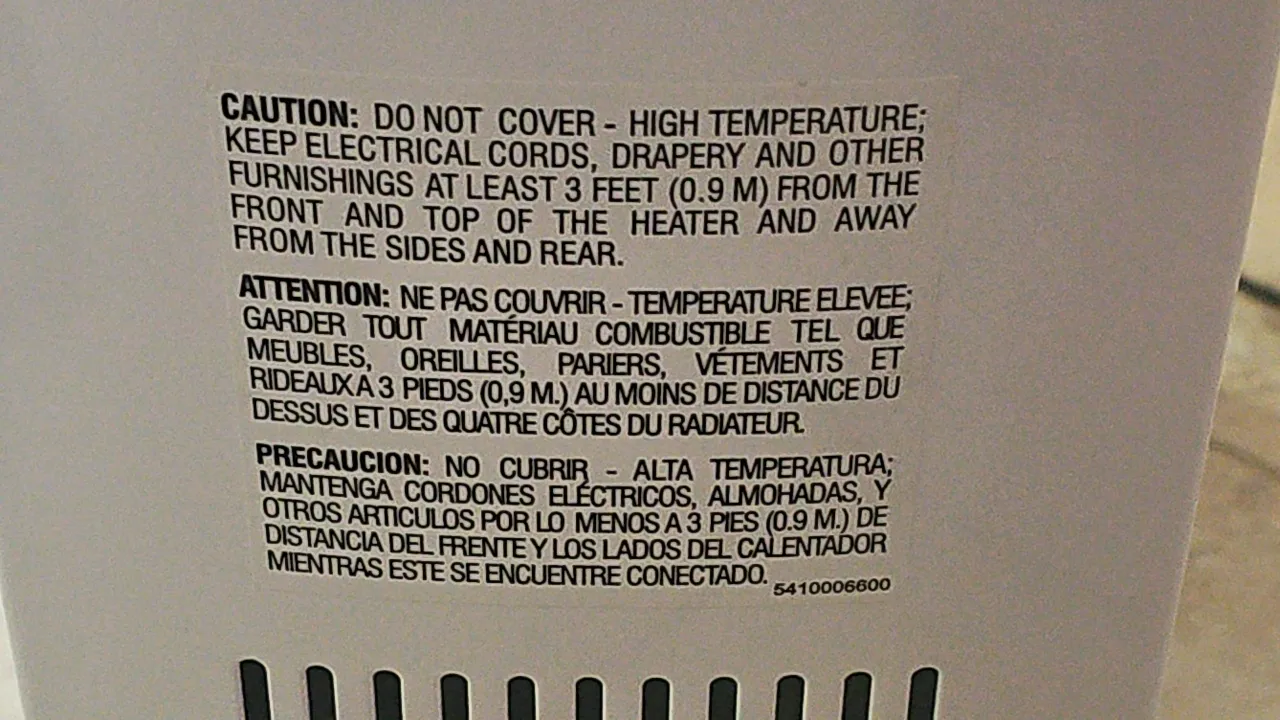 CAUTION: DO NOT COVER - HIGH TEMPERATURE;
KEEP ELECTRICAL CORDS, DRAPERY AND OTHER
FURNISHINGS AT LEAST 3 FEET (0.9 M) FROM THE
FRONT AND TOP OF THE HEATER AND AWAY
FROM THE SIDES AND REAR.
ATTENTION: NE PAS COUVRIR - TEMPERATURE ELEVEE;
GARDER TOUT MATÉRIAU COMBUSTIBLE TEL QUE
MEUBLES, OREILLES, PARIERS, VÉTEMENTS ET
RIDEAUX A 3 PIEDS (0,9 M.) AU MOINS DE DISTANCE DU
DESSUS ET DES QUATRE CÔTES DU RADIATEUR.
PRECAUCION: NO CUBRIR - ALTA TEMPERATURA;
MANTENGA CORDONES ELÉCTRICOS, ALMOHADAS, Y
OTROS ARTICULOS POR LO MENOS A 3 PIES (0.9 M.) DE
DISTANCIA DEL FRENTE Y LOS LADOS DEL CALENTADOR
MIENTRAS ESTE SE ENCUENTRE CONECTADO.
5410006600